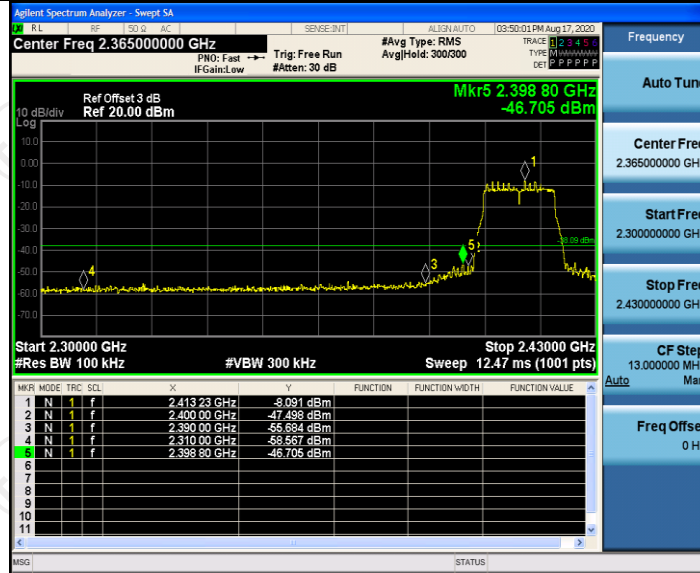 Agilent Spectrum Analyzer - Swept SA
RL RF 50 Ω AC SENSE:INT ALIGN AUTO 03:50:01 PM Aug 17, 2020
Center Freq 2.365000000 GHz #Avg Type: RMS TRACE 1 2 3 4 5 6
PNO: Fast Trig: Free Run Avg|Hold: 300/300 TYPE M
IFGain:Low #Atten: 30 dB DET P P P P P P
Ref Offset 3 dB Mkr5 2.398 80 GHz
10 dB/div Ref 20.00 dBm -46.705 dBm
Log
10.0
0.00
-10.0
-20.0
-30.0
-40.0
-50.0
-60.0
-70.0
1
5
3
4
-38.09 dBm
Start 2.30000 GHz Stop 2.43000 GHz
#Res BW 100 kHz #VBW 300 kHz Sweep 12.47 ms (1001 pts)
MKR MODE TRC SCL X Y FUNCTION FUNCTION WIDTH FUNCTION VALUE
1 N 1 f 2.413 23 GHz -8.091 dBm
2 N 1 f 2.400 00 GHz -47.498 dBm
3 N 1 f 2.390 00 GHz -55.684 dBm
4 N 1 f 2.310 00 GHz -58.567 dBm
5 N 1 f 2.398 80 GHz -46.705 dBm
6
7
8
9
10
11
MSG STATUS
Frequency
Auto Tun
Center Fre
2.365000000 GH
Start Fre
2.300000000 GH
Stop Fre
2.430000000 GH
CF Ste
13.000000 MH
Auto Ma
Freq Offse
0 H